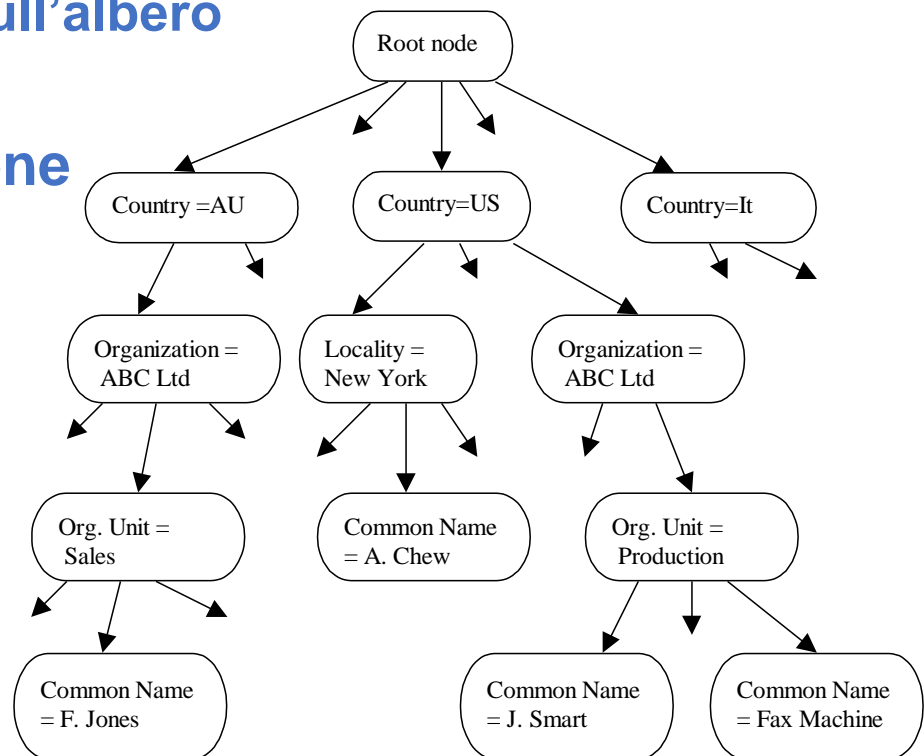 ull’albero
ne
Root node
Country =AU
Country=US
Country=It
Organization =
ABC Ltd
Locality =
New York
Organization =
ABC Ltd
Org. Unit =
Sales
Common Name
= A. Chew
Org. Unit =
Production
Common Name
= F. Jones
Common Name
= J. Smart
Common Name
= Fax Machine